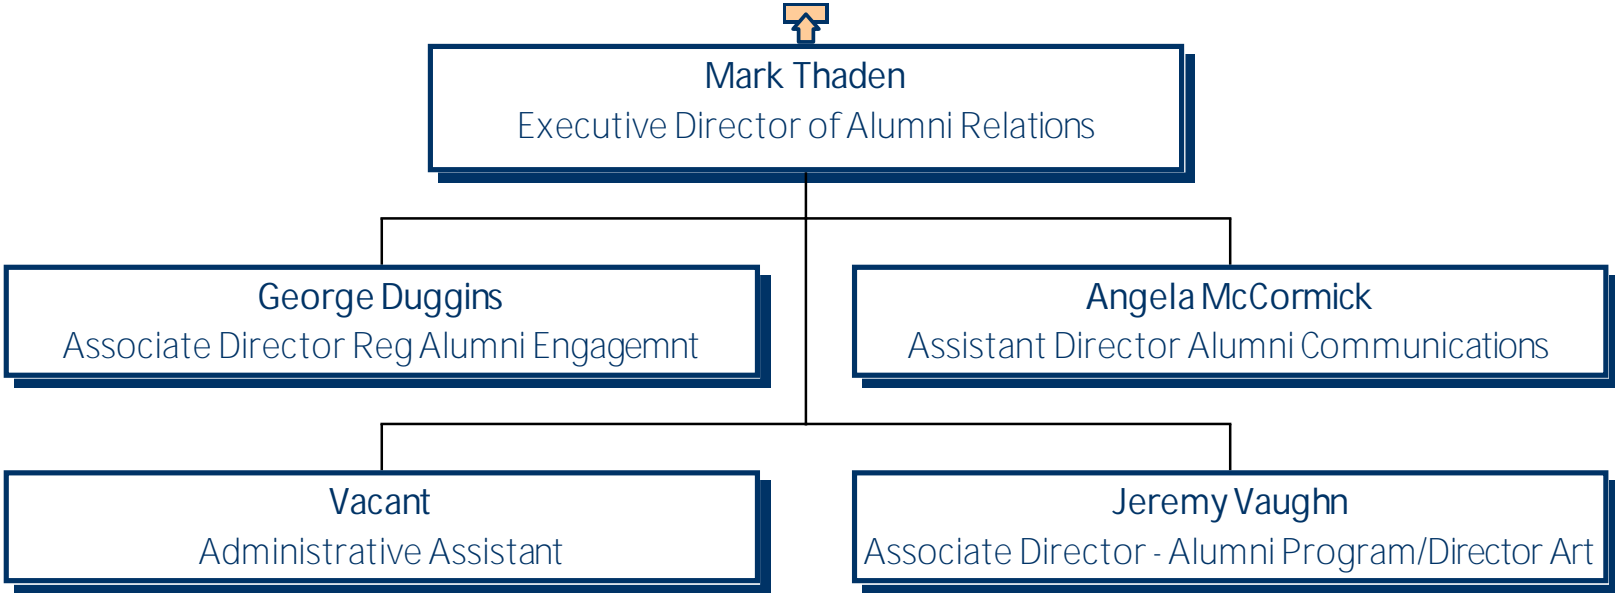 Mark Thaden
Executive Director of Alumni Relations
George Duggins
Associate Director Reg Alumni Engagemnt
Angela McCormick
Assistant Director Alumni Communications
Vacant
Administrative Assistant
Jeremy Vaughn
Associate Director - Alumni Program/Director Art